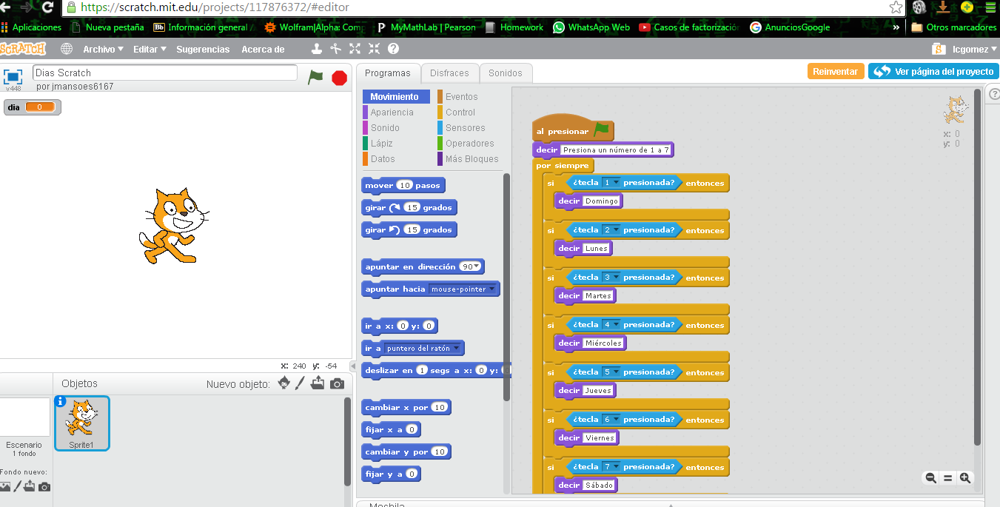 https://scratch.mit.edu/projects/117876372/#editor
Aplicaciones Nueva pestaña Bb Información general / Wolfram|Alpha: Com MyMathLab | Pearson Homework WhatsApp Web Casos de factorización AnunciosGoogle » Otros marcadores
SCRATCH Archivo Editar Sugerencias Acerca de lcgomez
Dias Scratch
v448 por jmansoes6167
dia 0
X: 240 y: -54
Objetos Nuevo objeto:
Sprite1
Escenario
1 fondo
Fondo nuevo:
Programas Disfraces Sonidos
Reinventar Ver página del proyecto
Movimiento Eventos
Apariencia Control
Sonido Sensores
Lápiz Operadores
Datos Más Bloques
mover 10 pasos
girar 15 grados
girar 15 grados
apuntar en dirección 90
apuntar hacia mouse-pointer
ir a x: 0 y: 0
ir a puntero del ratón
deslizar en 1 segs a x: 0 y:
cambiar x por 10
fijar x a 0
cambiar y por 10
fijar y a 0
al presionar
decir Presiona un número de 1 a 7
por siempre
si ¿tecla 1 presionada? entonces
decir Domingo
si ¿tecla 2 presionada? entonces
decir Lunes
si ¿tecla 3 presionada? entonces
decir Martes
si ¿tecla 4 presionada? entonces
decir Miércoles
si ¿tecla 5 presionada? entonces
decir Jueves
si ¿tecla 6 presionada? entonces
decir Viernes
si ¿tecla 7 presionada? entonces
decir Sábado
x: 0
y: 0
Mochila